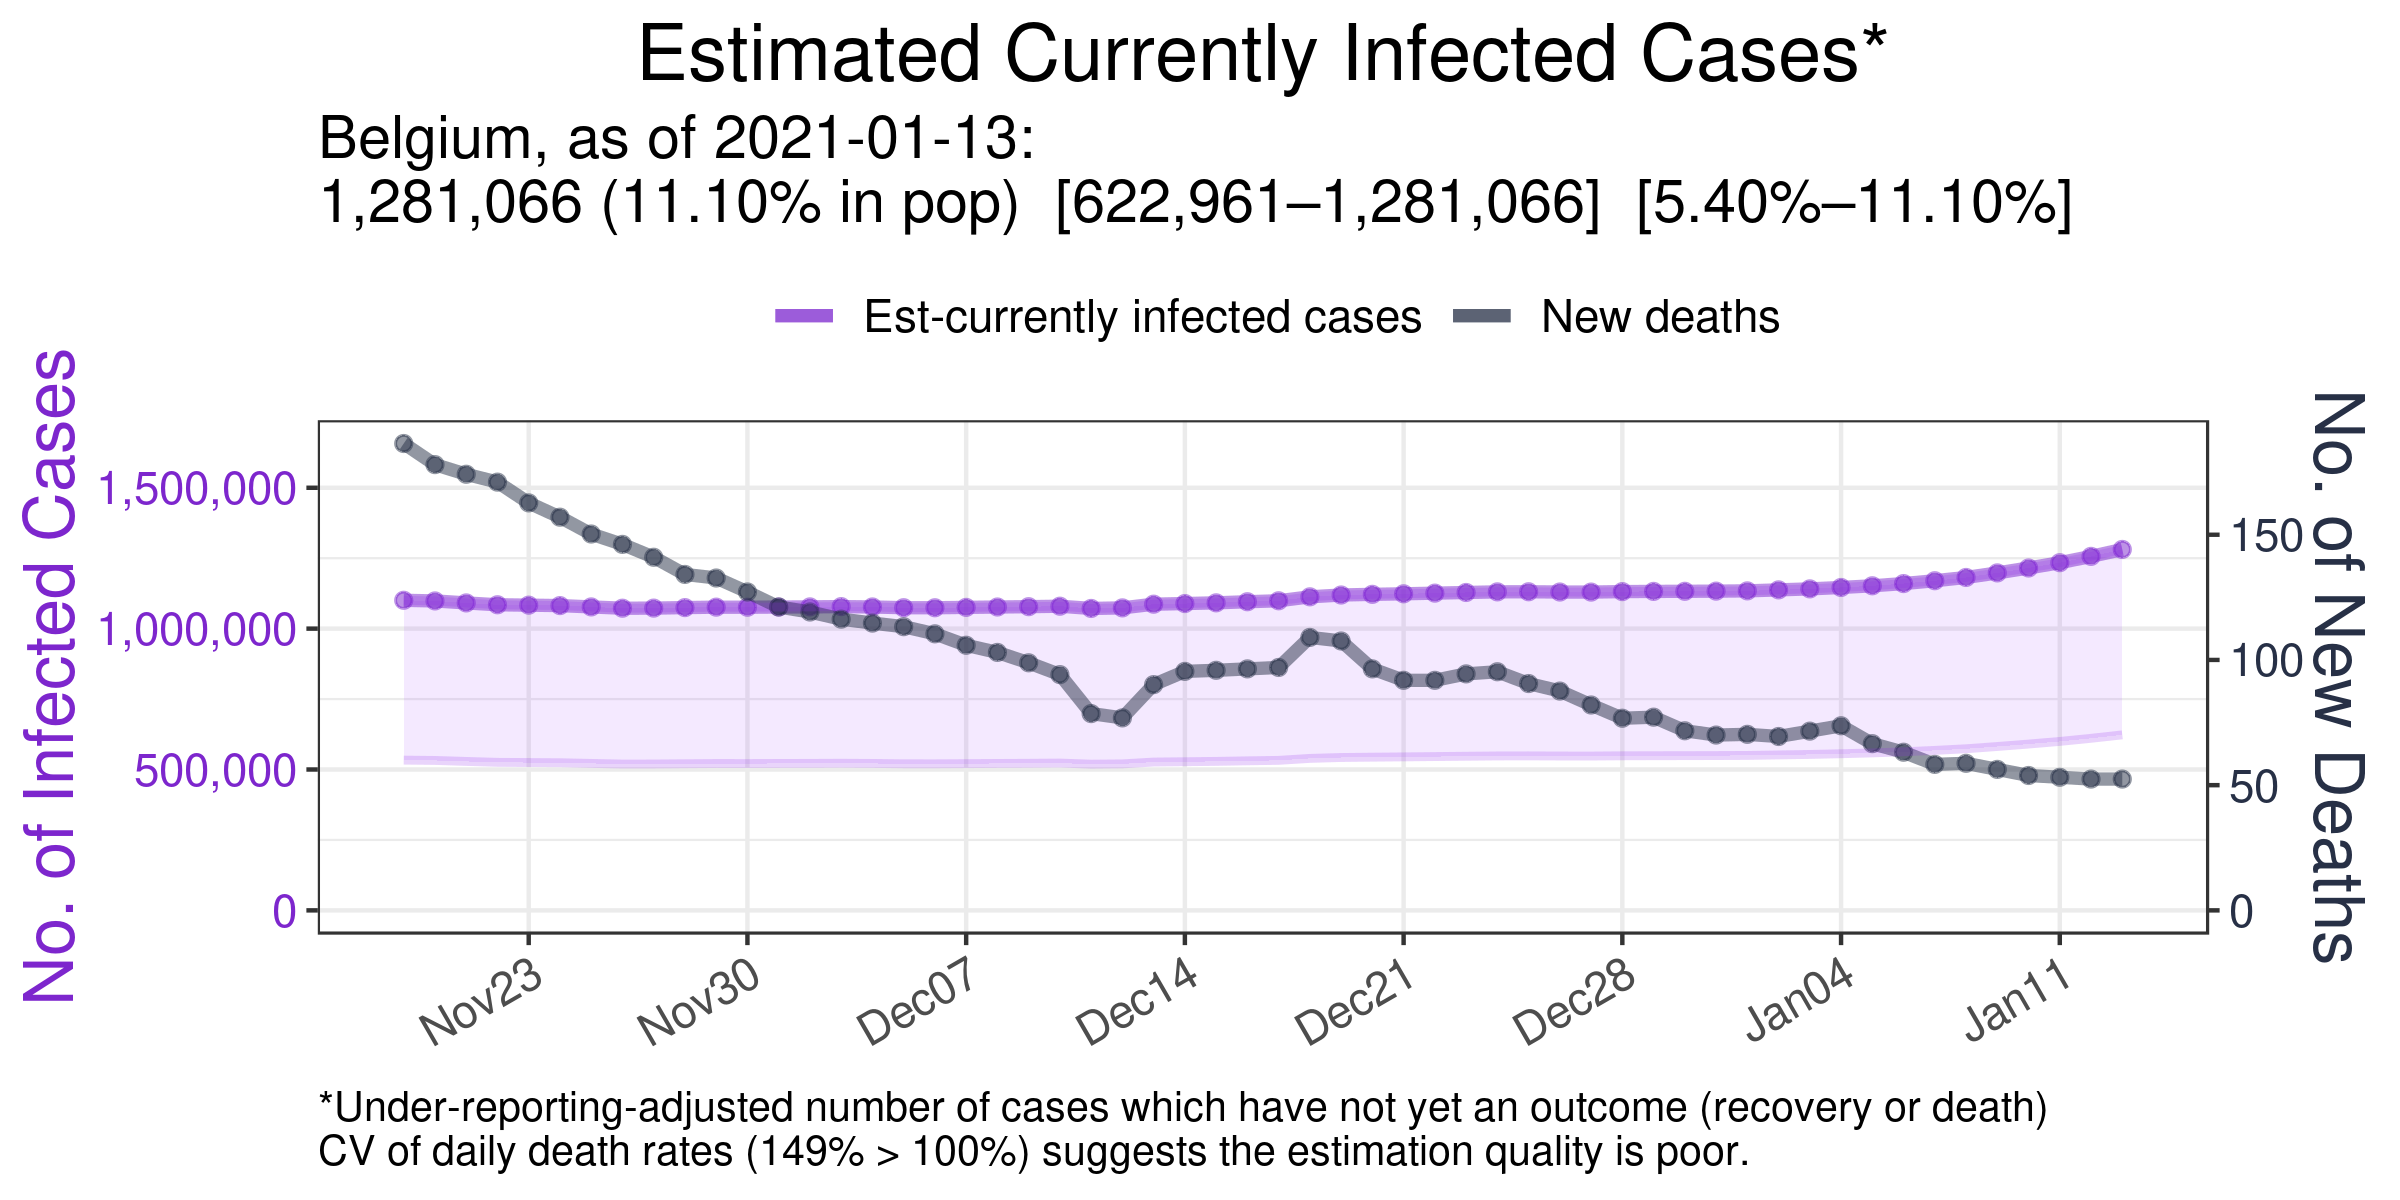 Estimated Currently Infected Cases*
Belgium, as of 2021-01-13:
1,281,066 (11.10% in pop)  [622,961–1,281,066]  [5.40%–11.10%]
Est-currently infected cases
New deaths
No. of Infected Cases
1,500,000
1,000,000
500,000
0
No. of New Deaths
150
100
50
0
Nov23
Nov30
Dec07
Dec14
Dec21
Dec28
Jan04
Jan11
*Under-reporting-adjusted number of cases which have not yet an outcome (recovery or death)
CV of daily death rates (149% > 100%) suggests the estimation quality is poor.